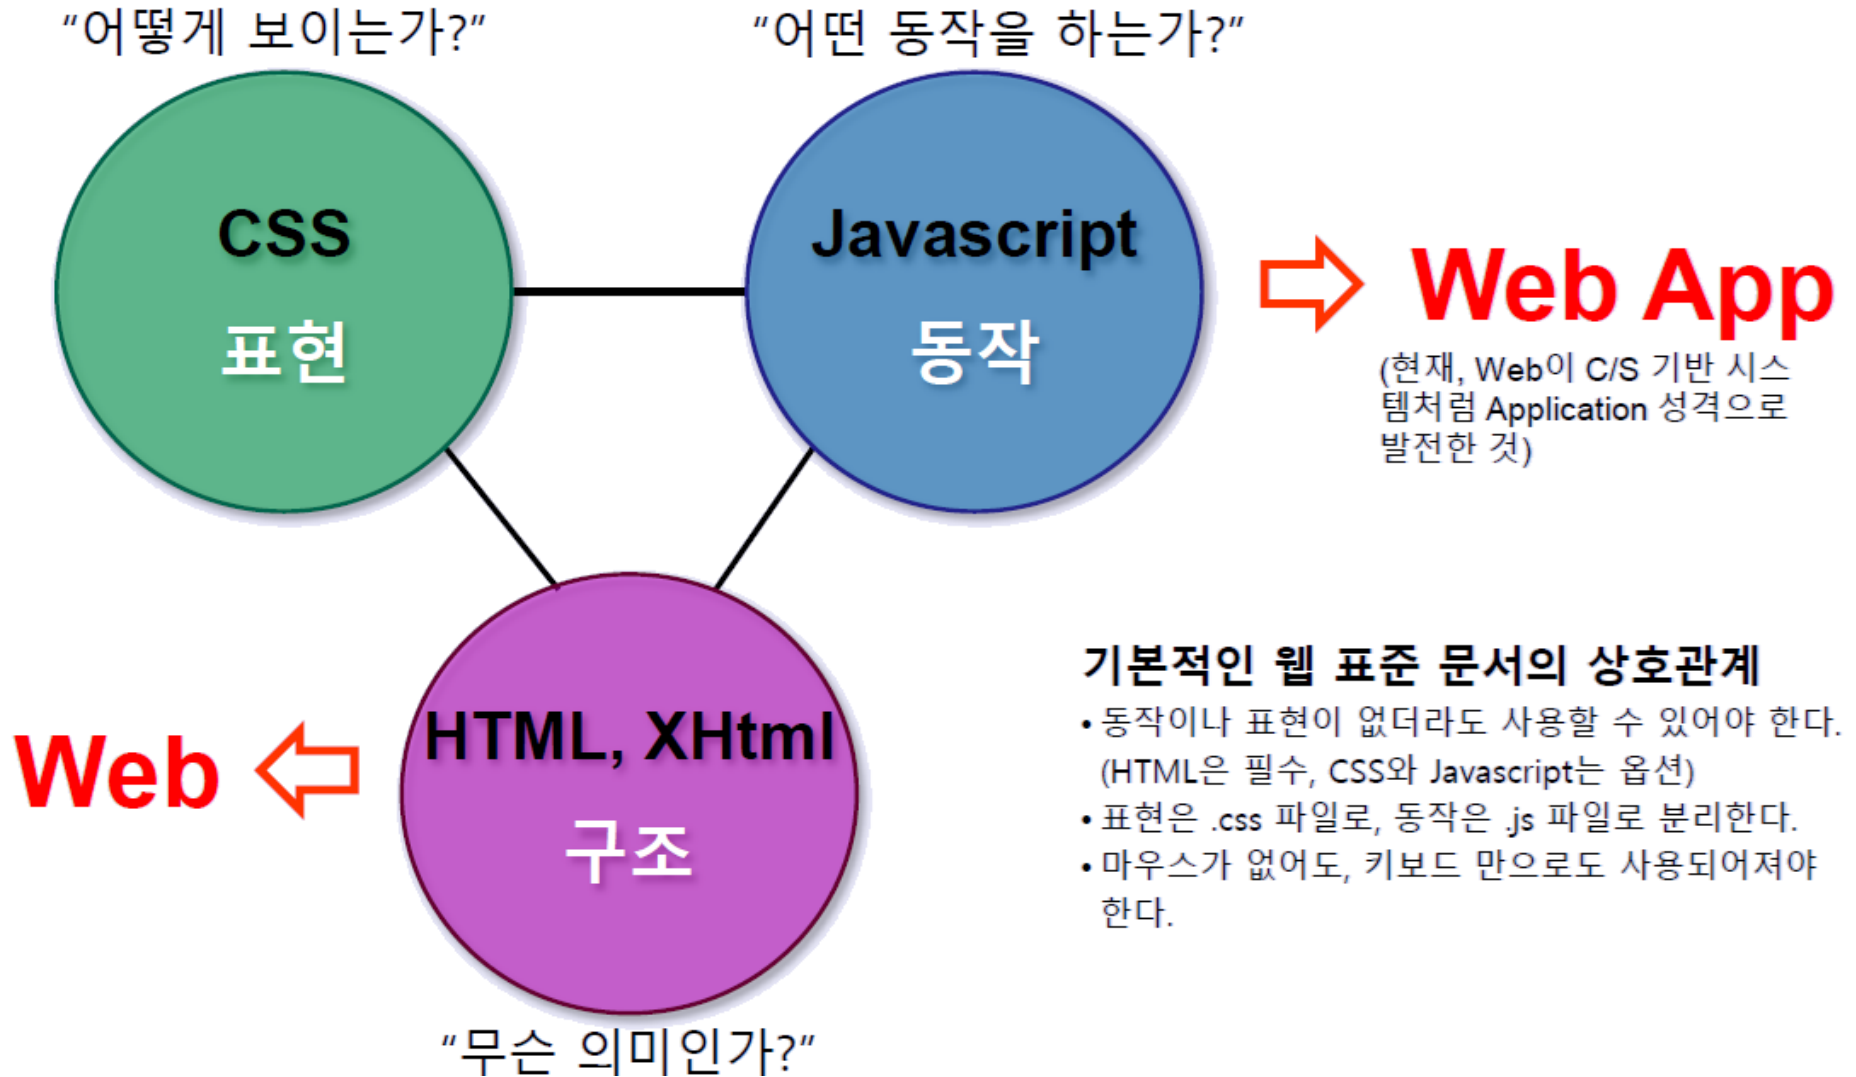 “어떻게 보이는가?”
“어떤 동작을 하는가?”
CSS
표현
Javascript
동작
Web App
(현재, Web이 C/S 기반 시스
템처럼 Application 성격으로
발전한 것)
HTML, XHtml
구조
Web
“무슨 의미인가?”
기본적인 웹 표준 문서의 상호관계
• 동작이나 표현이 없더라도 사용할 수 있어야 한다.
(HTML은 필수, CSS와 Javascript는 옵션)
• 표현은 .css 파일로, 동작은 .js 파일로 분리한다.
• 마우스가 없어도, 키보드 만으로도 사용되어져야
한다.